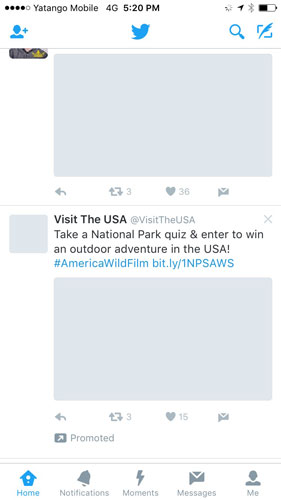 Yatango Mobile 4G 5:20 PM
3 36
Visit The USA @VisitTheUSA
Take a National Park quiz & enter to win
an outdoor adventure in the USA!
#AmericaWildFilm bit.ly/1NPSAWS
3 15
Promoted
Home Notifications Moments Messages Me